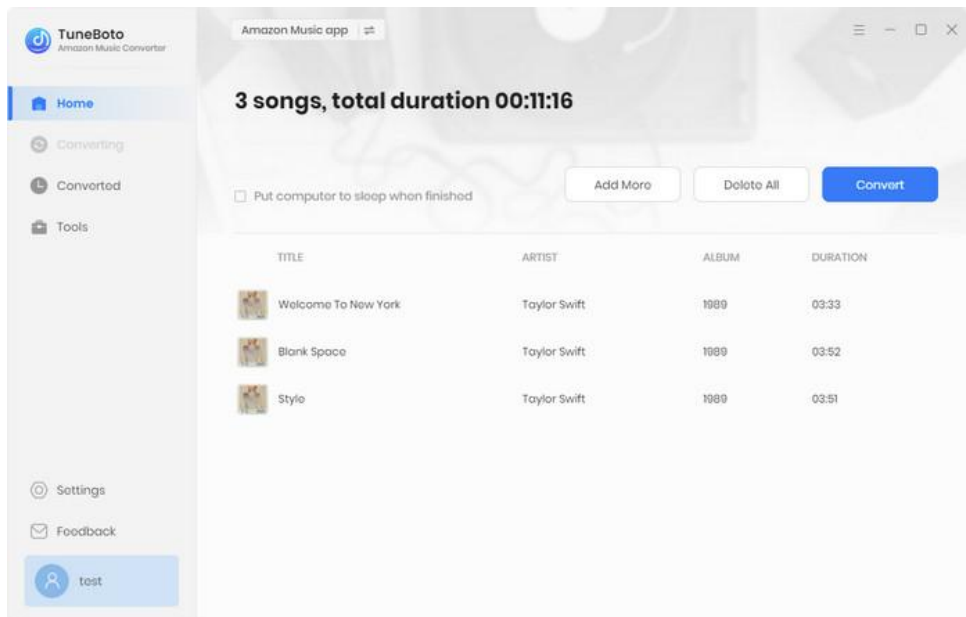 TuneBoto
Amazon Music Converter
Amazon Music app
Home
Converting
Converted
Tools
Settings
Feedback
test
3 songs, total duration 00:11:16
Put computer to sleep when finished
Add More
Delete All
Convert
TITLE ARTIST ALBUM DURATION
Welcome To New York Taylor Swift 1989 03:33
Blank Space Taylor Swift 1989 03:52
Style Taylor Swift 1989 03:51